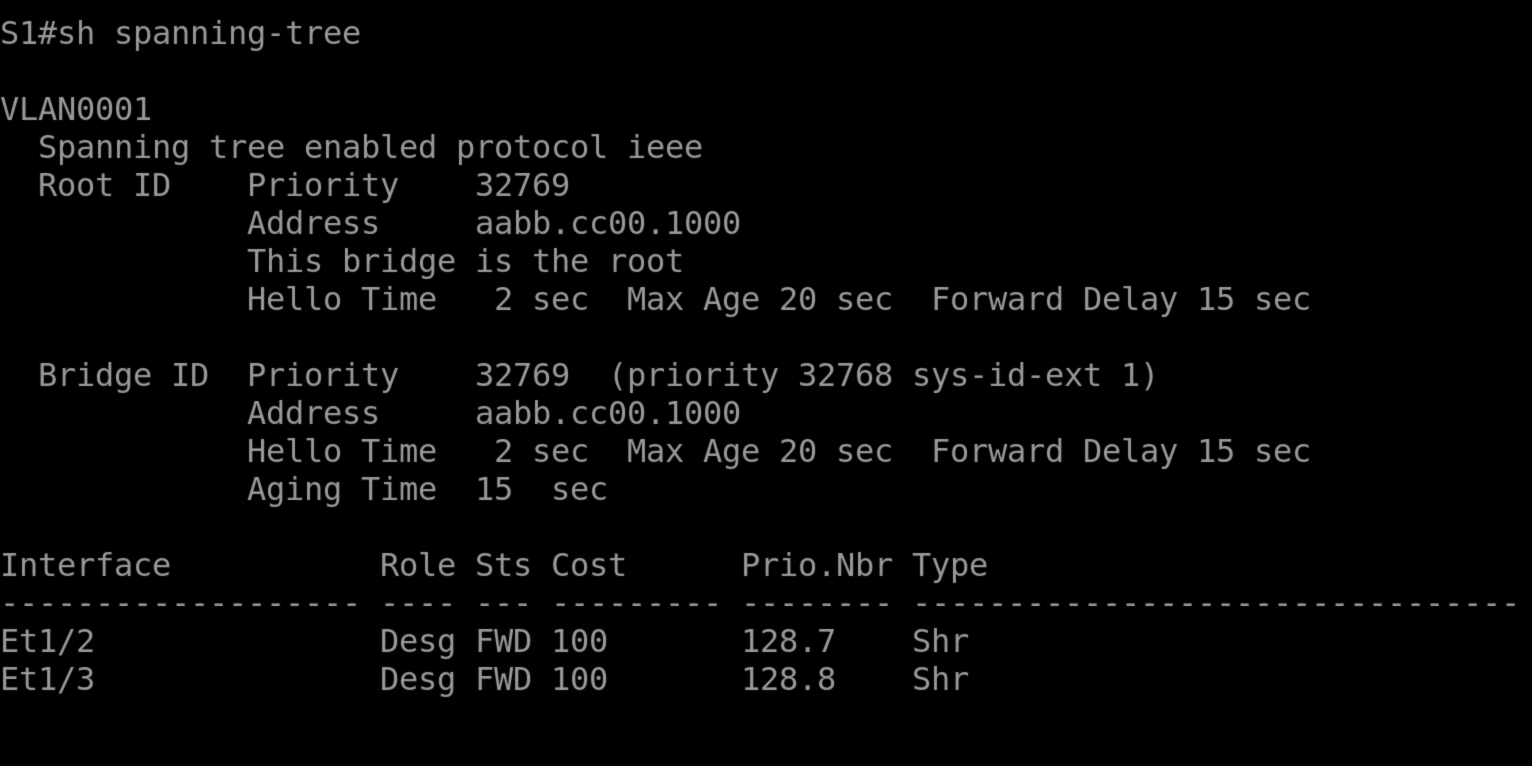 S1#sh spanning-tree
VLAN0001
  Spanning tree enabled protocol ieee
  Root ID    Priority    32769
             Address     aabb.cc00.1000
             This bridge is the root
             Hello Time   2 sec  Max Age 20 sec  Forward Delay 15 sec
  Bridge ID  Priority    32769  (priority 32768 sys-id-ext 1)
             Address     aabb.cc00.1000
             Hello Time   2 sec  Max Age 20 sec  Forward Delay 15 sec
             Aging Time  15  sec
Interface           Role Sts Cost      Prio.Nbr Type
------------------- ---- --- --------- -------- --------------------------------
Et1/2               Desg FWD 100       128.7    Shr
Et1/3               Desg FWD 100       128.8    Shr